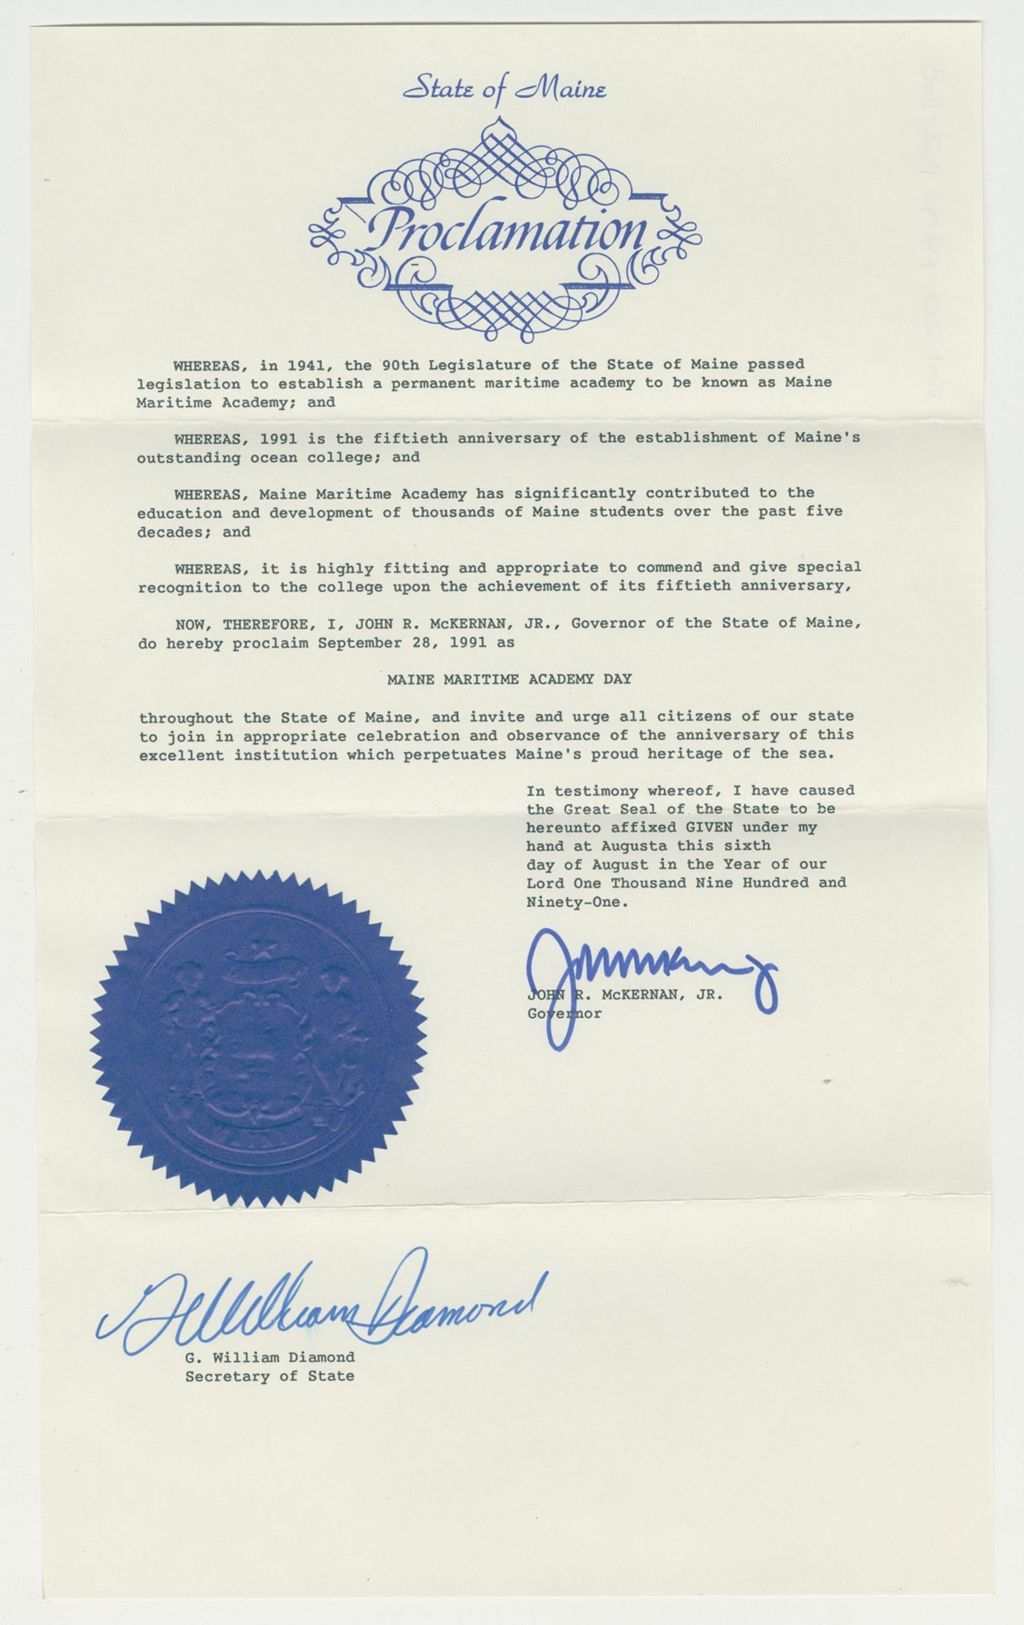 State of Maine
Proclamation
WHEREAS, in 1941, the 90th Legislature of the State of Maine passed
legislation to establish a permanent maritime academy to be known as Maine
Maritime Academy; and
WHEREAS, 1991 is the fiftieth anniversary of the establishment of Maine's
outstanding ocean college; and
WHEREAS, Maine Maritime Academy has significantly contributed to the
education and development of thousands of Maine students over the past five
decades; and
WHEREAS, it is highly fitting and appropriate to commend and give special
recognition to the college upon the achievement of its fiftieth anniversary,
NOW, THEREFORE, I, JOHN R. McKERNAN, JR., Governor of the State of Maine,
do hereby proclaim September 28, 1991 as
MAINE MARITIME ACADEMY DAY
throughout the State of Maine, and invite and urge all citizens of our state
to join in appropriate celebration and observance of the anniversary of this
excellent institution which perpetuates Maine's proud heritage of the sea.
In testimony whereof, I have caused
the Great Seal of the State to be
hereunto affixed GIVEN under my
hand at Augusta this sixth
day of August in the Year of our
Lord One Thousand Nine Hundred and
Ninety-One.
JOHN R. McKERNAN, JR.
Governor
G William Diamond
G. William Diamond
Secretary of State